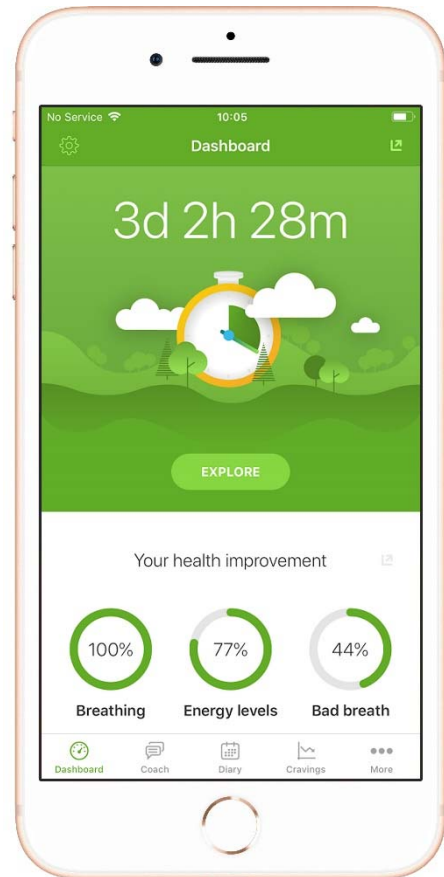 No Service 10:05
Dashboard
3d 2h 28m
EXPLORE
Your health improvement
100% 77% 44%
Breathing Energy levels Bad breath
Dashboard Coach Diary Cravings More